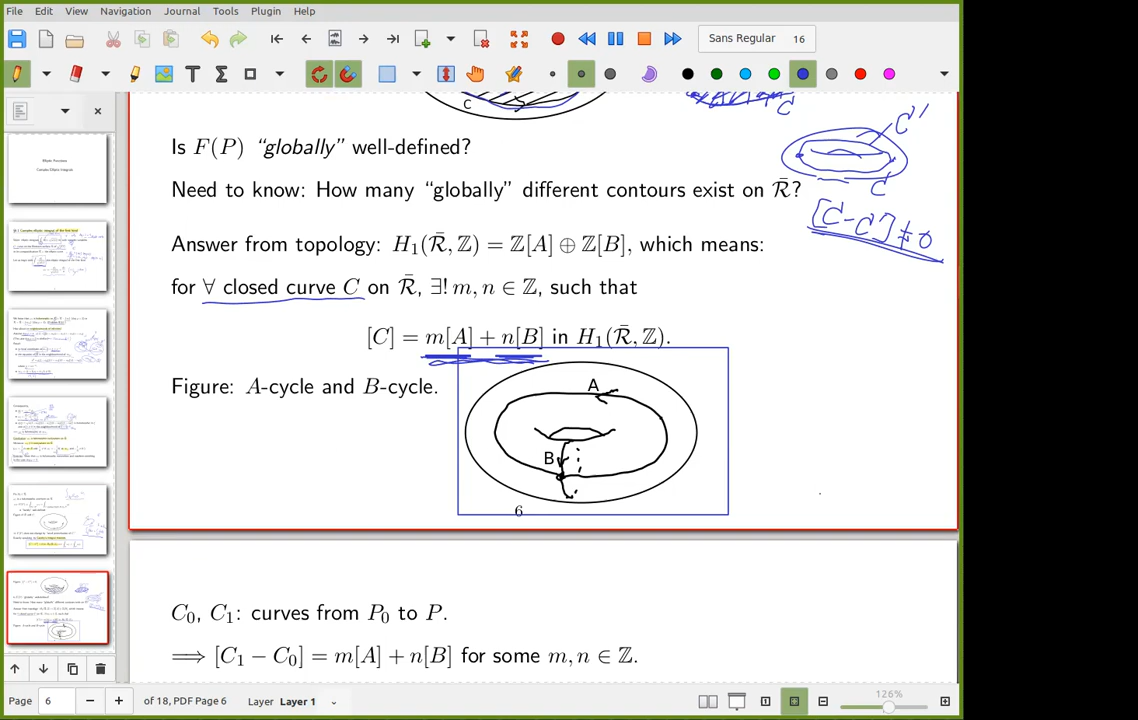 File Edit View Navigation Journal Tools Plugin Help
Sans Regular 16
C
C
Is F(P) “globally” well-defined?
C'
C
Need to know: How many “globally” different contours exist on R̄?
[C-C'] ≠ 0
Answer from topology: H₁(R̄, ℤ) = ℤ[A] ⊕ ℤ[B], which means:
for ∀ closed curve C on R̄, ∃! m, n ∈ ℤ, such that
[C] = m[A] + n[B] in H₁(R̄, ℤ).
Figure: A-cycle and B-cycle.
A
B
6
C₀, C₁: curves from P₀ to P.
⟹ [C₁ − C₀] = m[A] + n[B] for some m, n ∈ ℤ.
Page 6 of 18, PDF Page 6 Layer Layer 1 126%